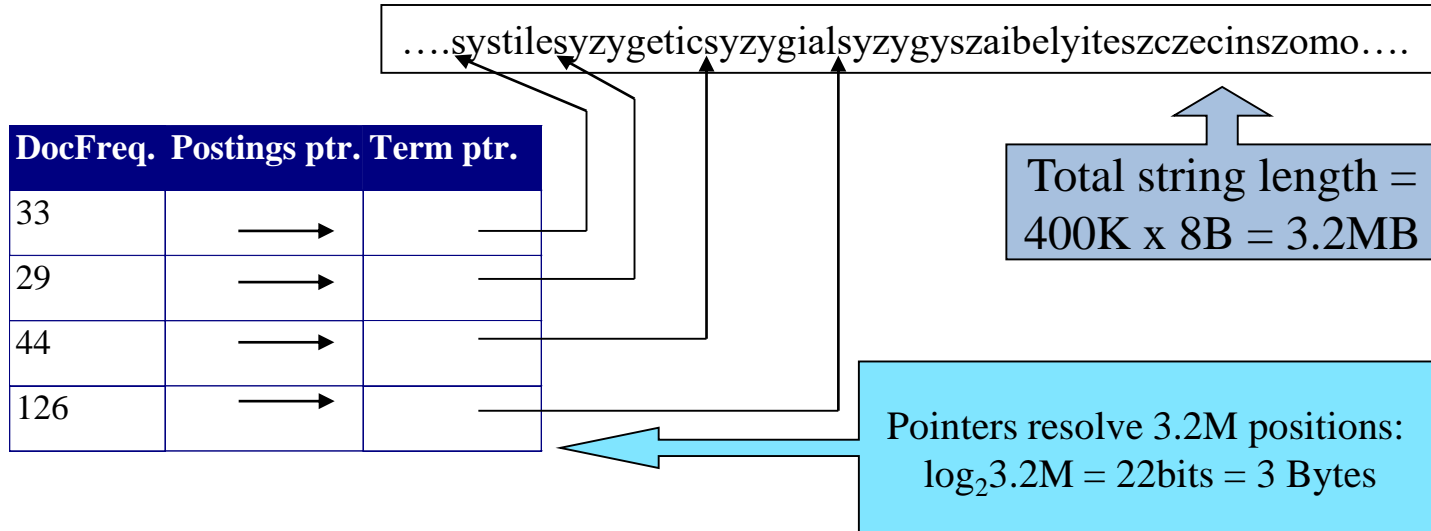 ….systilesyzygeticsyzygialsyzygyszaibelyiteszczecinszomo….
DocFreq. Postings ptr. Term ptr.
33
29
44
126
Total string length =
400K x 8B = 3.2MB
Pointers resolve 3.2M positions:
log₂3.2M = 22bits = 3 Bytes